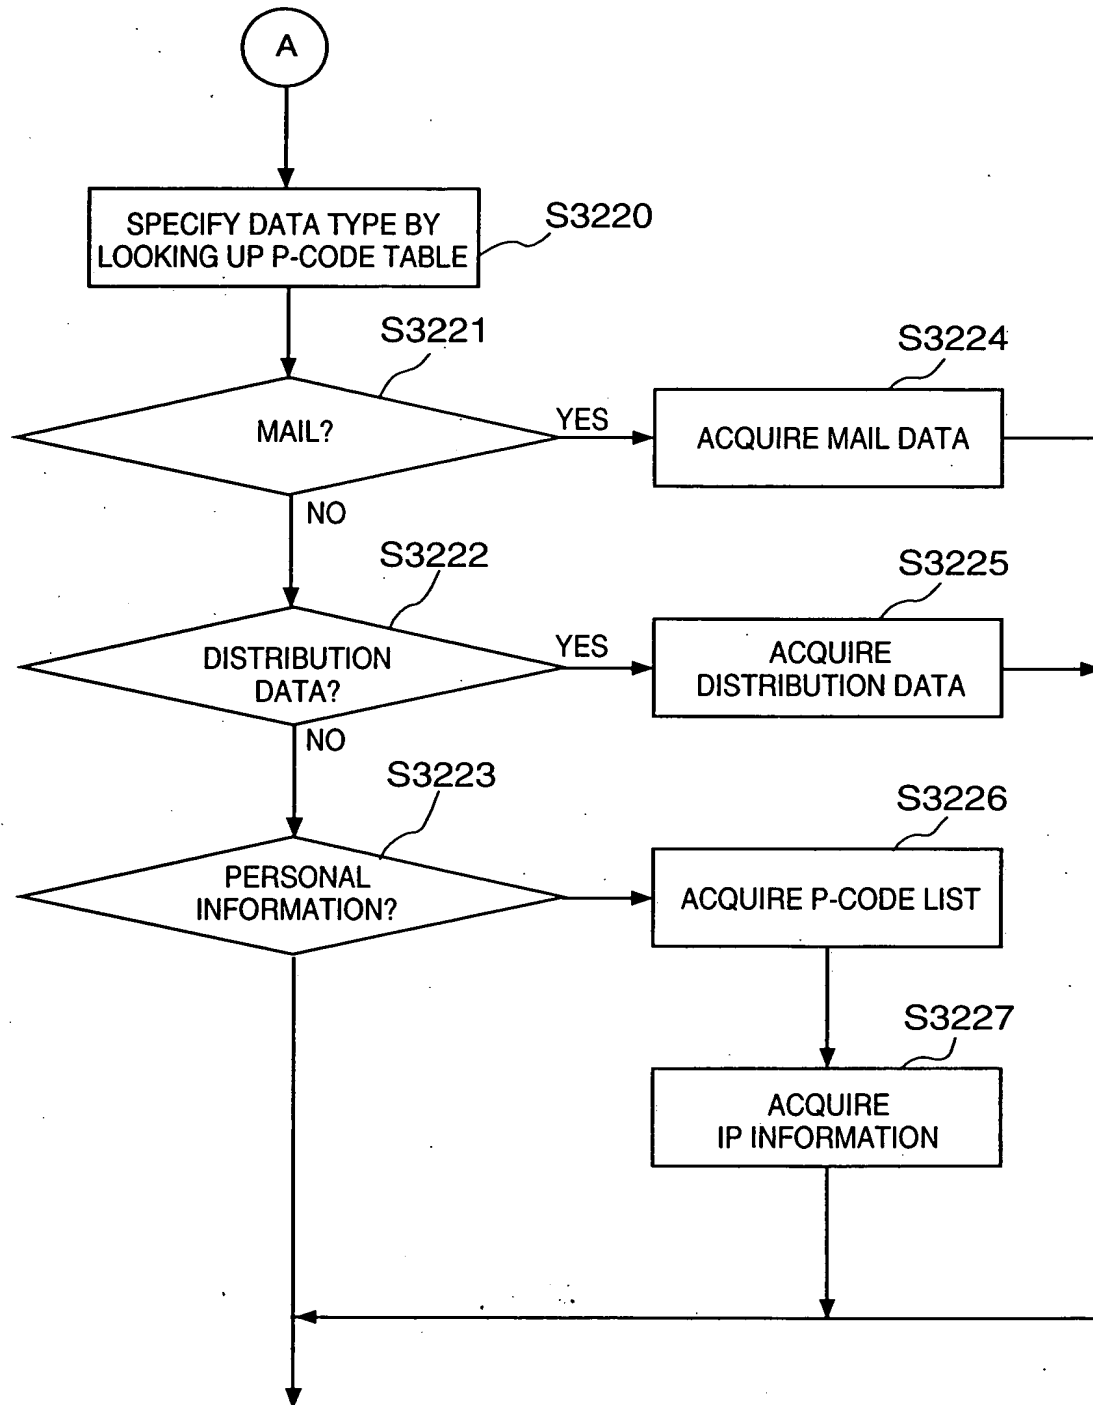 A
SPECIFY DATA TYPE BY
LOOKING UP P-CODE TABLE
S3220
S3221
MAIL?
YES
NO
S3224
ACQUIRE MAIL DATA
S3222
DISTRIBUTION
DATA?
YES
NO
S3225
ACQUIRE
DISTRIBUTION DATA
S3223
PERSONAL
INFORMATION?
S3226
ACQUIRE P-CODE LIST
S3227
ACQUIRE
IP INFORMATION